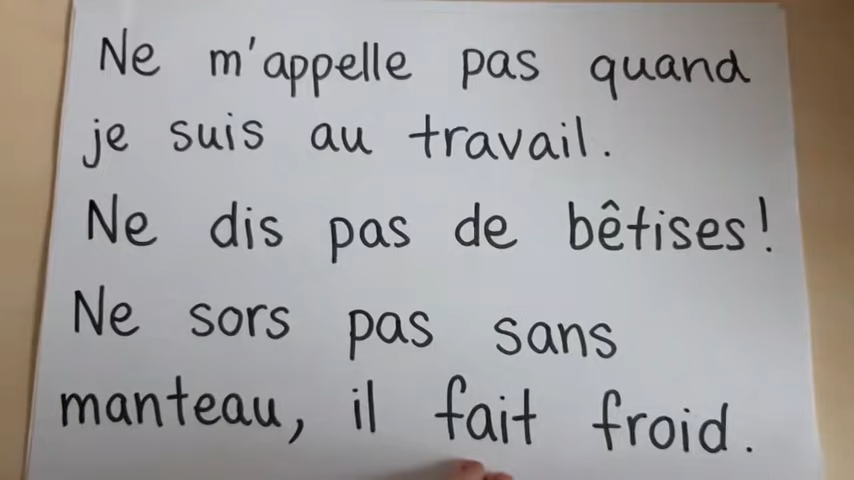 Ne m'appelle pas quand
je suis au travail.
Ne dis pas de bêtises!
Ne sors pas sans
manteau, il fait froid.